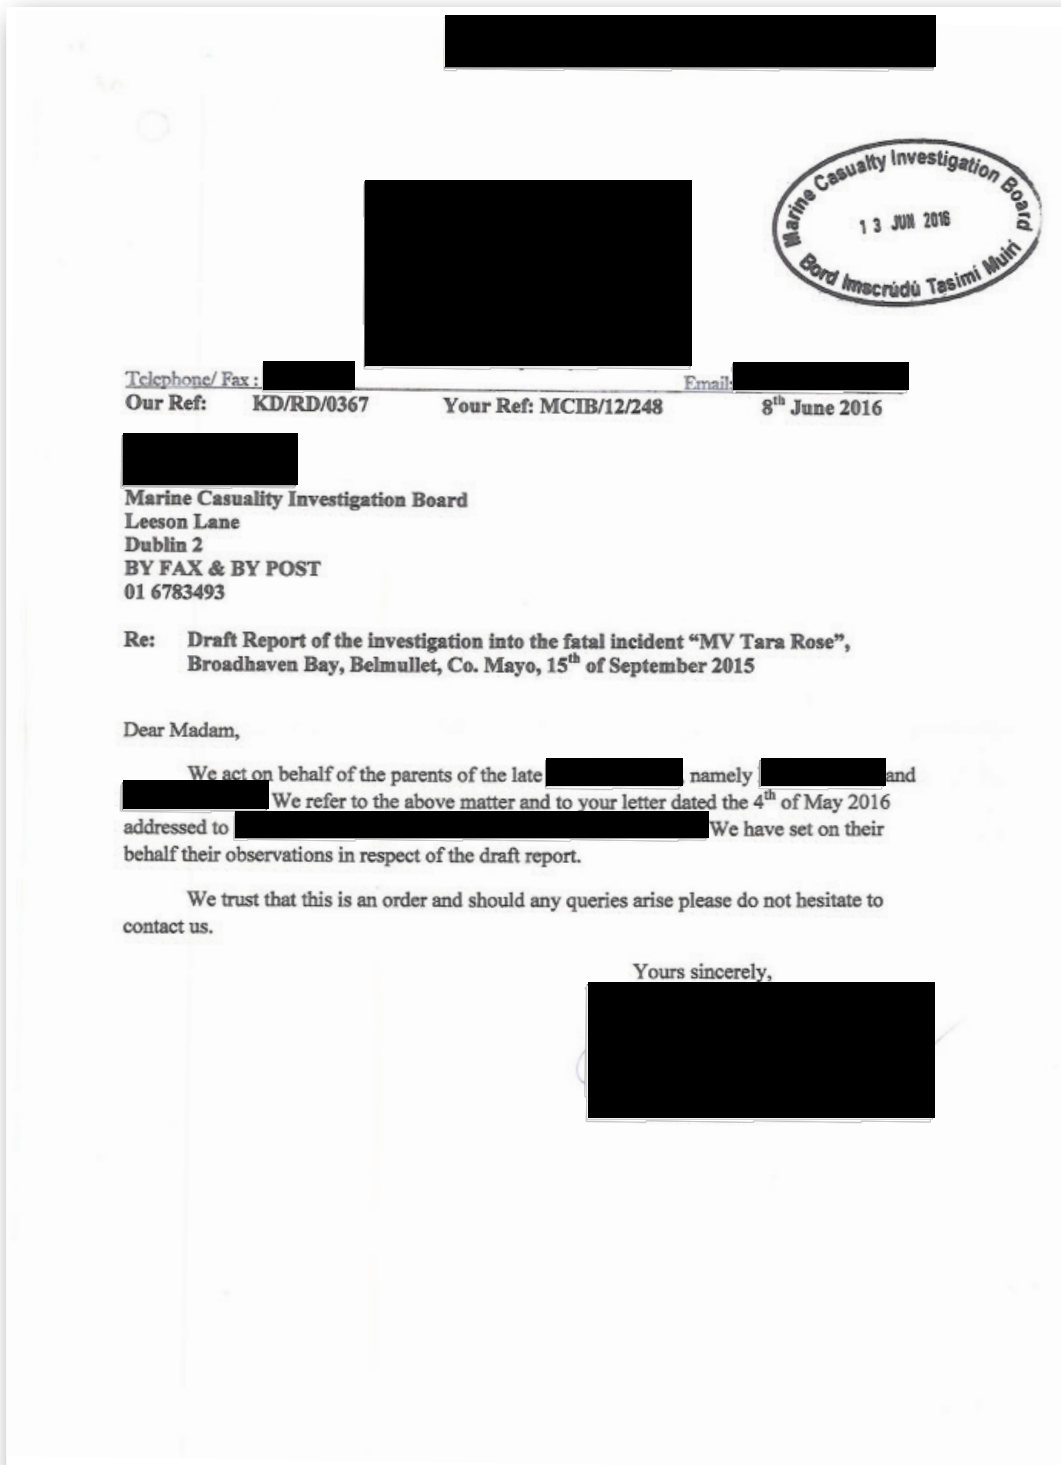 Marine Casualty Investigation Board
13 JUN 2016
Bord Imscrúdú Tasimí Muirí
Telephone/ Fax :
Email:
Our Ref: KD/RD/0367 Your Ref: MCIB/12/248 8th June 2016
Marine Casuality Investigation Board
Leeson Lane
Dublin 2
BY FAX & BY POST
01 6783493
Re: Draft Report of the investigation into the fatal incident “MV Tara Rose”,
Broadhaven Bay, Belmullet, Co. Mayo, 15th of September 2015
Dear Madam,
We act on behalf of the parents of the late , namely and
We refer to the above matter and to your letter dated the 4th of May 2016
addressed to We have set on their
behalf their observations in respect of the draft report.
We trust that this is an order and should any queries arise please do not hesitate to
contact us.
Yours sincerely,